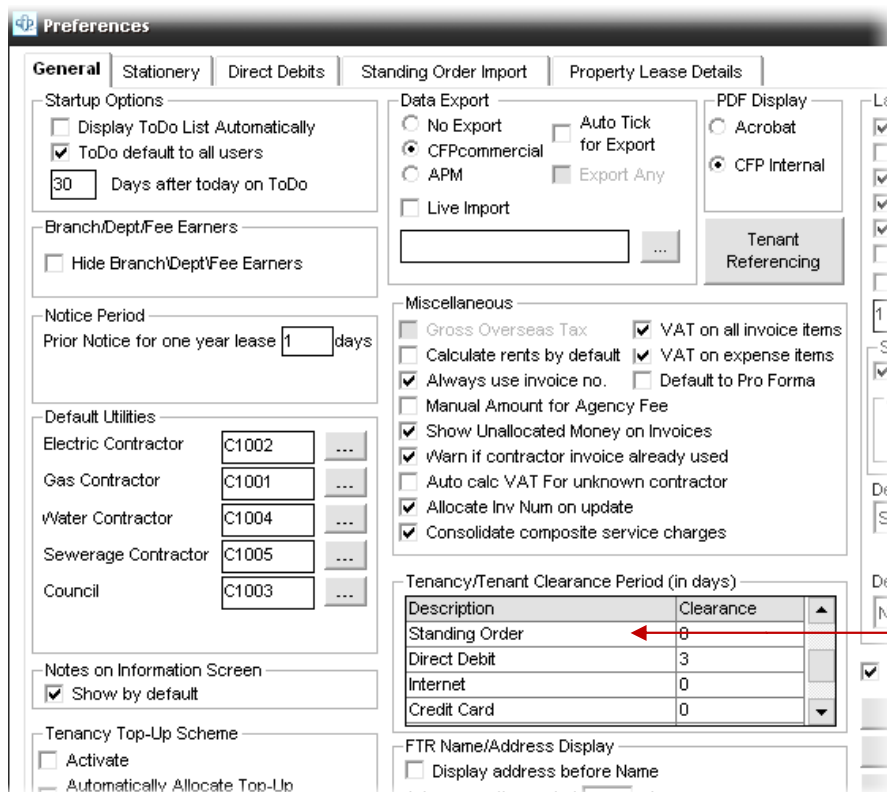 Preferences
General Stationery Direct Debits Standing Order Import Property Lease Details
Startup Options
Display ToDo List Automatically
ToDo default to all users
30 Days after today on ToDo
Branch/Dept/Fee Earners
Hide Branch\Dept\Fee Earners
Notice Period
Prior Notice for one year lease 1 days
Default Utilities
Electric Contractor C1002 ...
Gas Contractor C1001 ...
Water Contractor C1004 ...
Sewerage Contractor C1005 ...
Council C1003 ...
Notes on Information Screen
Show by default
Tenancy Top-Up Scheme
Activate
Automatically Allocate Top-Up
Data Export
No Export
CFPcommercial
APM
Auto Tick
for Export
Export Any
Live Import
...
PDF Display
Acrobat
CFP Internal
Tenant
Referencing
Miscellaneous
Gross Overseas Tax VAT on all invoice items
Calculate rents by default VAT on expense items
Always use invoice no. Default to Pro Forma
Manual Amount for Agency Fee
Show Unallocated Money on Invoices
Warn if contractor invoice already used
Auto calc VAT For unknown contractor
Allocate Inv Num on update
Consolidate composite service charges
Tenancy/Tenant Clearance Period (in days)
Description Clearance
Standing Order 0
Direct Debit 3
Internet 0
Credit Card 0
FTR Name/Address Display
Display address before Name
1